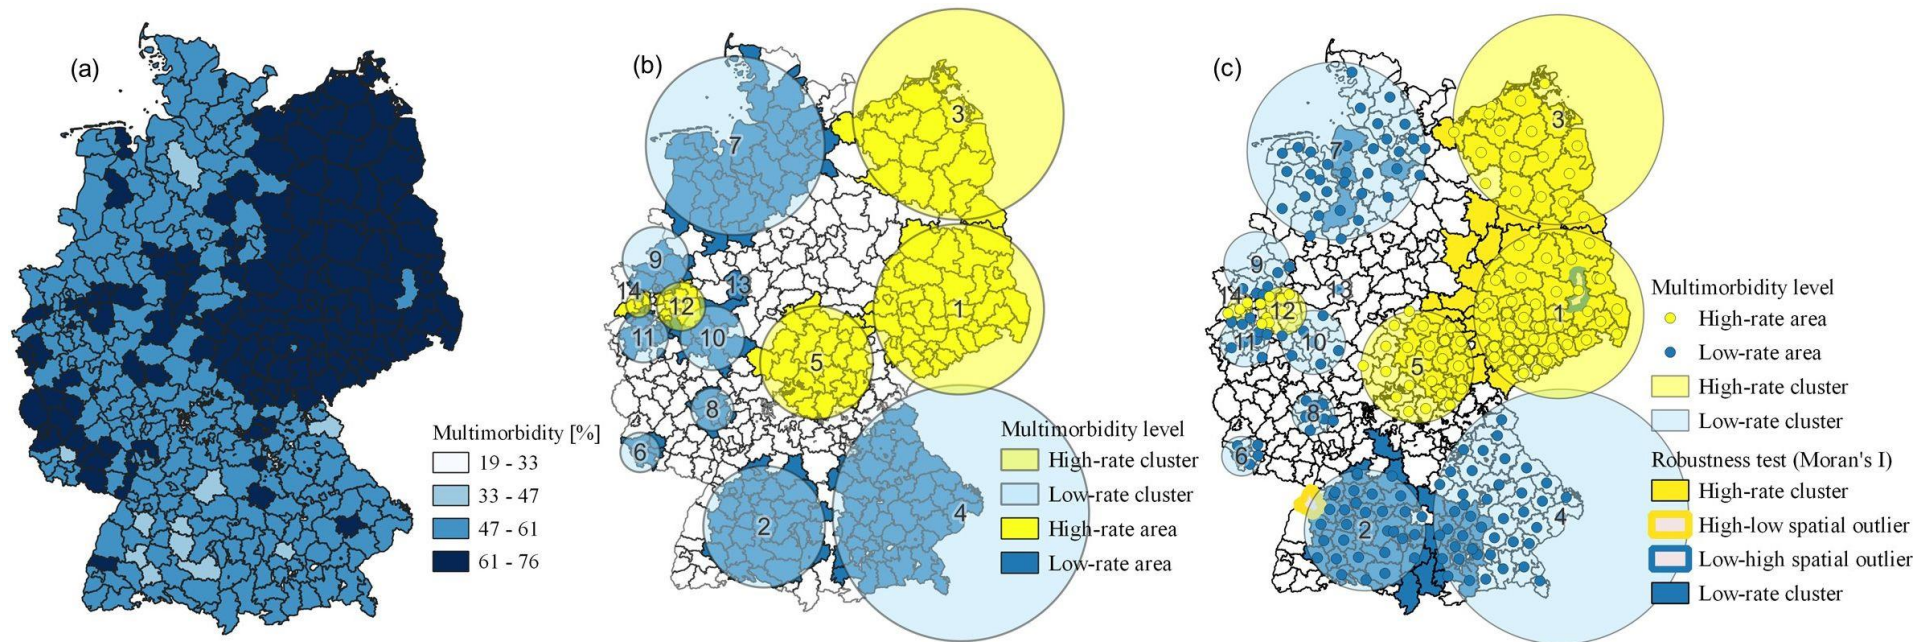 (a)
Multimorbidity [%]
19 - 33
33 - 47
47 - 61
61 - 76
(b)
3
7
9
14
12
13
1
11
10
5
8
6
2
4
Multimorbidity level
High-rate cluster
Low-rate cluster
High-rate area
Low-rate area
(c)
3
7
9
14
12
13
1
11
10
5
8
6
2
4
Multimorbidity level
High-rate area
Low-rate area
High-rate cluster
Low-rate cluster
Robustness test (Moran's I)
High-rate cluster
High-low spatial outlier
Low-high spatial outlier
Low-rate cluster